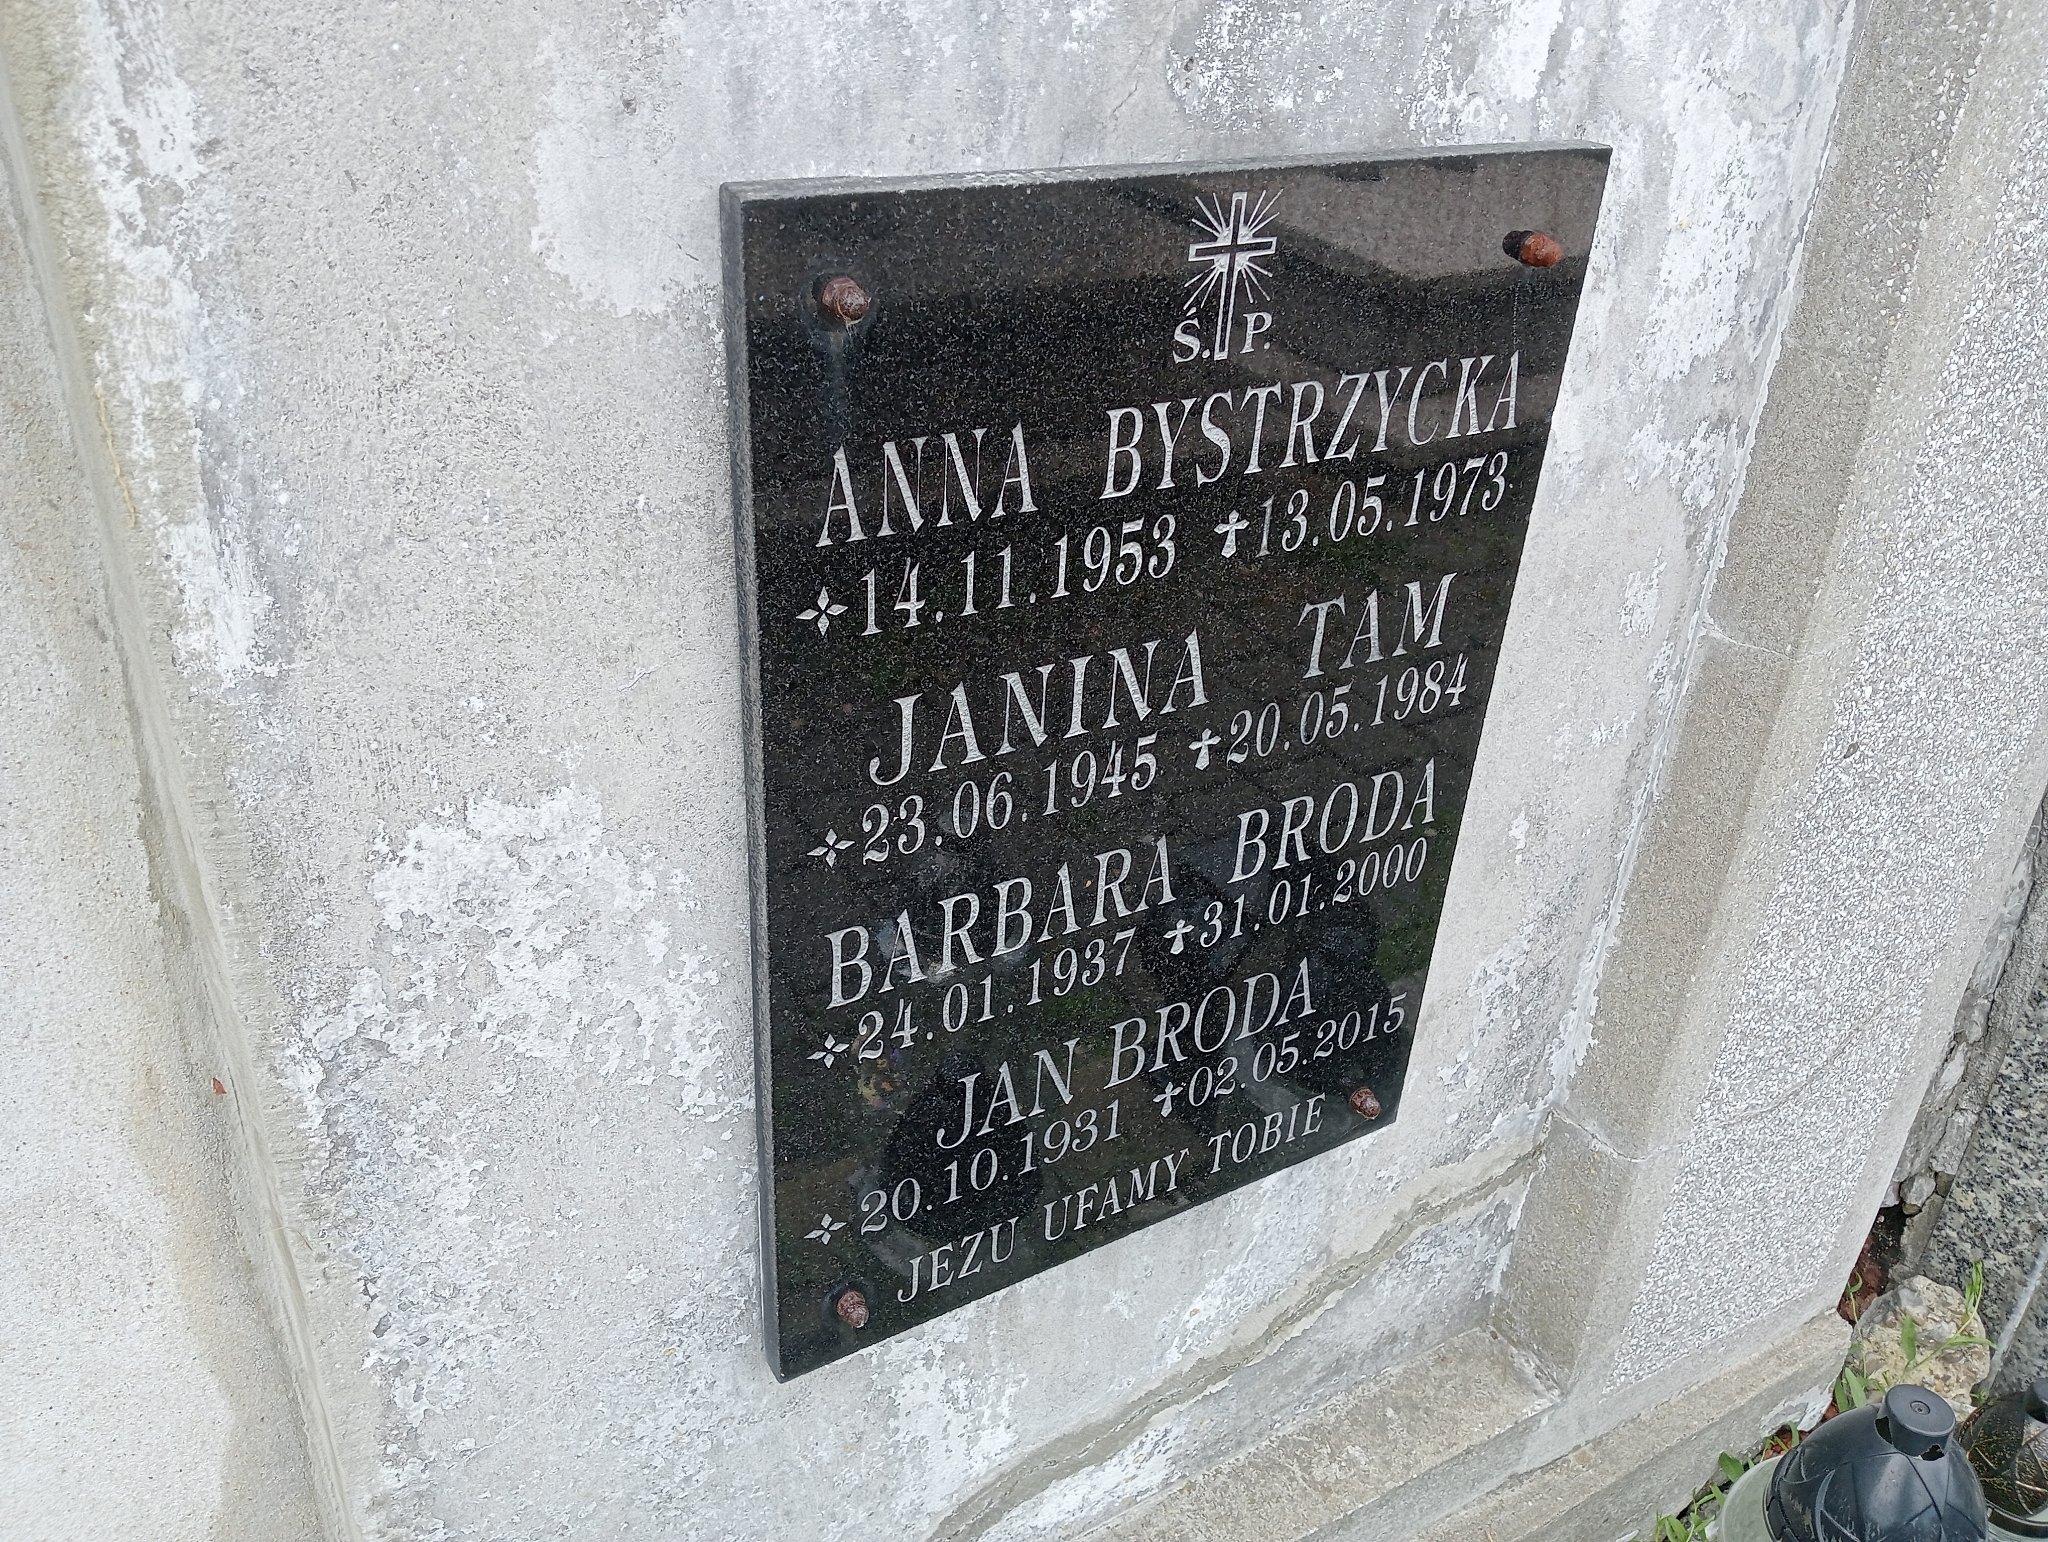 Ś. P.
ANNA BYSTRZYCKA
14.11.1953 13.05.1973
JANINA TAM
23.06.1945 20.05.1984
BARBARA BRODA
24.01.1937 31.01.2000
JAN BRODA
20.10.1931 02.05.2015
JEZU UFAMY TOBIE